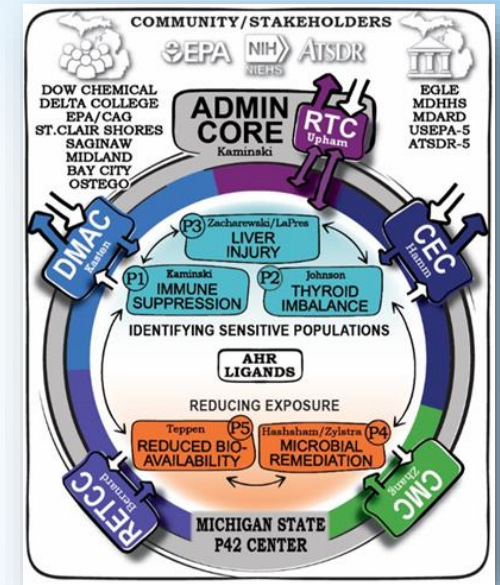 COMMUNITY/STAKEHOLDERS
EPA NIH ATSDR
NIEHS
DOW CHEMICAL
DELTA COLLEGE
EPA/CAG
ST.CLAIR SHORES
SAGINAW
MIDLAND
BAY CITY
OSTEGO
EGLE
MDHHS
MDARD
USEPA-5
ATSDR-5
ADMIN
CORE
Kaminski
RTC
Upham
DMAC
Kasten
CEC
Hamm
P3 Zacharewski/LaPres
LIVER
INJURY
P1 Kaminski
IMMUNE
SUPPRESSION
P2 Johnson
THYROID
IMBALANCE
IDENTIFYING SENSITIVE POPULATIONS
AHR
LIGANDS
REDUCING EXPOSURE
Teppen P5
REDUCED BIO-
AVAILABILITY
Hashsham/Zylstra P4
MICROBIAL
REMEDIATION
RETCC
Bernard
CMC
Zhang
MICHIGAN STATE
P42 CENTER